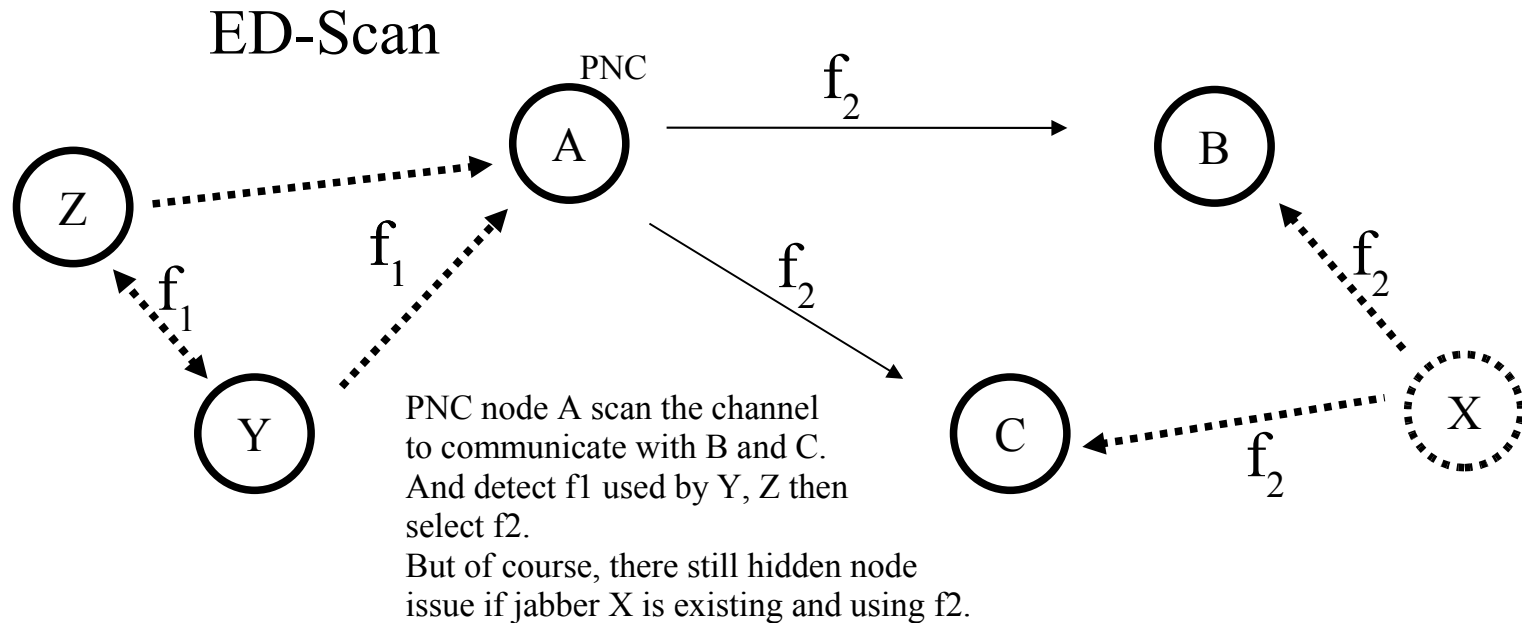 ED-Scan
PNC
f2
A
B
Z
f1
f2
f2
f1
Y
C
X
f2
PNC node A scan the channel
to communicate with B and C.
And detect f1 used by Y, Z then
select f2.
But of course, there still hidden node
issue if jabber X is existing and using f2.